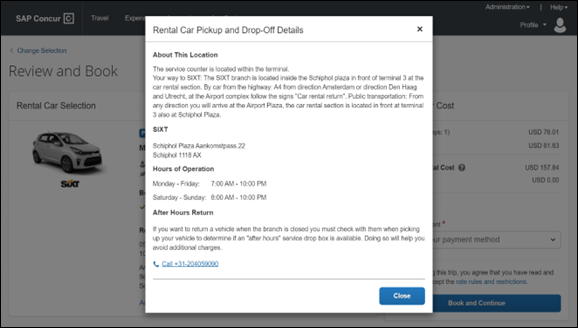 SAP Concur C
Travel
Expense
Administration
Help
Profile
Change Selection
Review and Book
Rental Car Selection
SIXT
Rental Car Pickup and Drop-Off Details
×
About This Location
The service counter is located within the terminal.
Your way to SIXT: The SIXT branch is located inside the Schiphol plaza in front of terminal 3 at the
car rental section. By car from the highway: A4 from direction Amsterdam or direction Den Haag
and Utrecht, at the Airport complex follow the signs "Car rental return". Public transportation: From
any direction you will arrive at the Airport Plaza, the car rental section is located in front at terminal
3 also at Schiphol Plaza.
SIXT
Schiphol Plaza Aankomstpass.22
Schiphol 1118 AX
Hours of Operation
Monday - Friday: 7:00 AM - 10:00 PM
Saturday - Sunday: 8:00 AM - 10:00 PM
After Hours Return
If you want to return a vehicle when the branch is closed you must check with them when picking
up your vehicle to determine if an "after hours" service drop box is available. Doing so will help you
avoid additional charges.
Call +31-204059090
Close
Cost
days: 1) USD 76.01
USD 81.83
tal Cost USD 157.84
USD 0.00
ur payment method
ng this trip, you agree that you have read and
cept the rate rules and restrictions.
Book and Continue